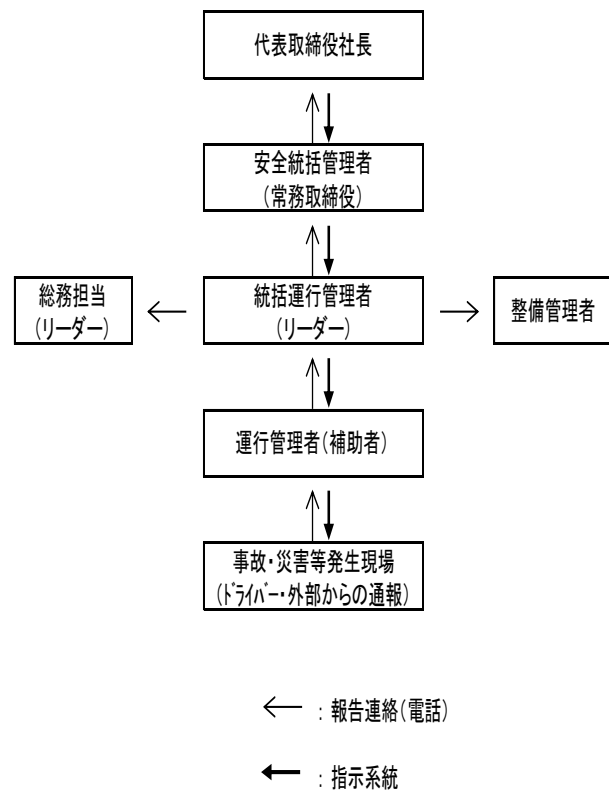 代表取締役社長
安全統括管理者
(常務取締役)
総務担当
(リーダー)
統括運行管理者
(リーダー)
整備管理者
運行管理者(補助者)
事故・災害等発生現場
(ﾄﾞﾗｲﾊﾞｰ・外部からの通報)
：報告連絡(電話)
：指示系統